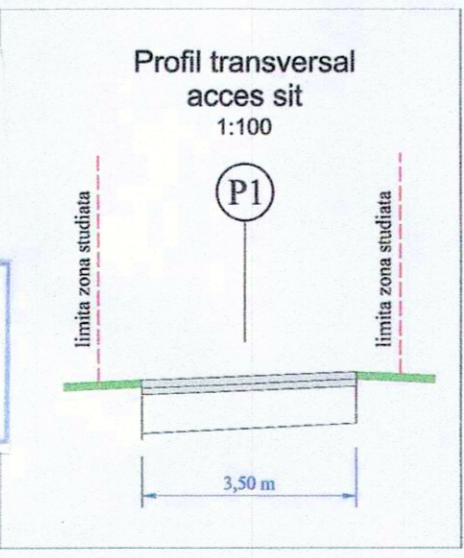 Profil transversal
acces sit
1:100
P1
limita zona studiata
limita zona studiata
3,50 m